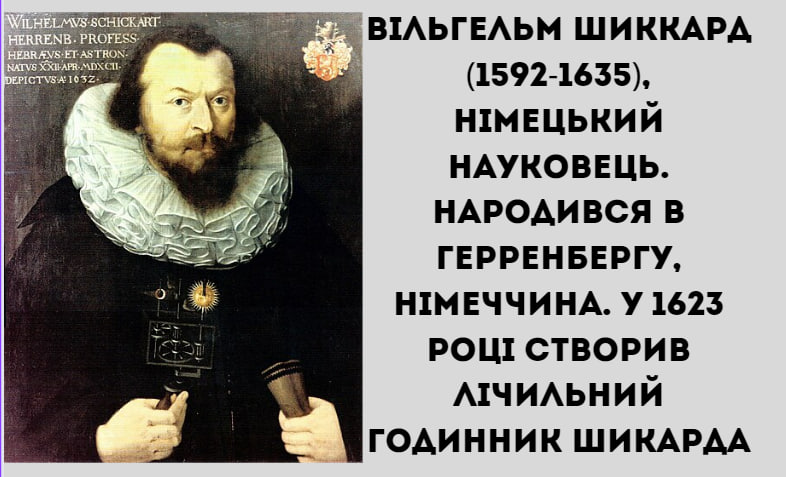 WILHELMVS·SCHICKART
HERRENB·PROFESS·
HEBRÆVS·ET·ASTRON·
NATVS XXII·APR·MDXCII·
DEPICTVS·A° 1632·
ВІЛЬГЕЛЬМ ШИККАРД
(1592-1635),
НІМЕЦЬКИЙ
НАУКОВЕЦЬ.
НАРОДИВСЯ В
ГЕРРЕНБЕРГУ,
НІМЕЧЧИНА. У 1623
РОЦІ СТВОРИВ
ЛІЧИЛЬНИЙ
ГОДИННИК ШИКАРДА